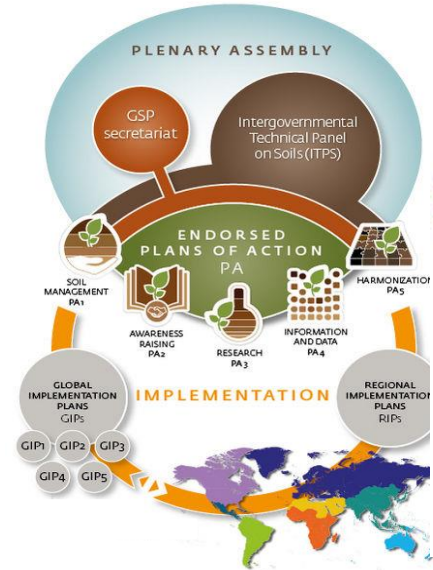 PLENARY ASSEMBLY
GSP
secretariat
Intergovernmental
Technical Panel
on Soils (ITPS)
ENDORSED
PLANS OF ACTION
PA
SOIL
MANAGEMENT
PA1
AWARENESS
RAISING
PA2
RESEARCH
PA3
INFORMATION
AND DATA
PA4
HARMONIZATION
PA5
GLOBAL
IMPLEMENTATION
PLANS
GIPs
IMPLEMENTATION
REGIONAL
IMPLEMENTATION
PLANS
RIPs
GIP1
GIP2
GIP3
GIP4
GIP5